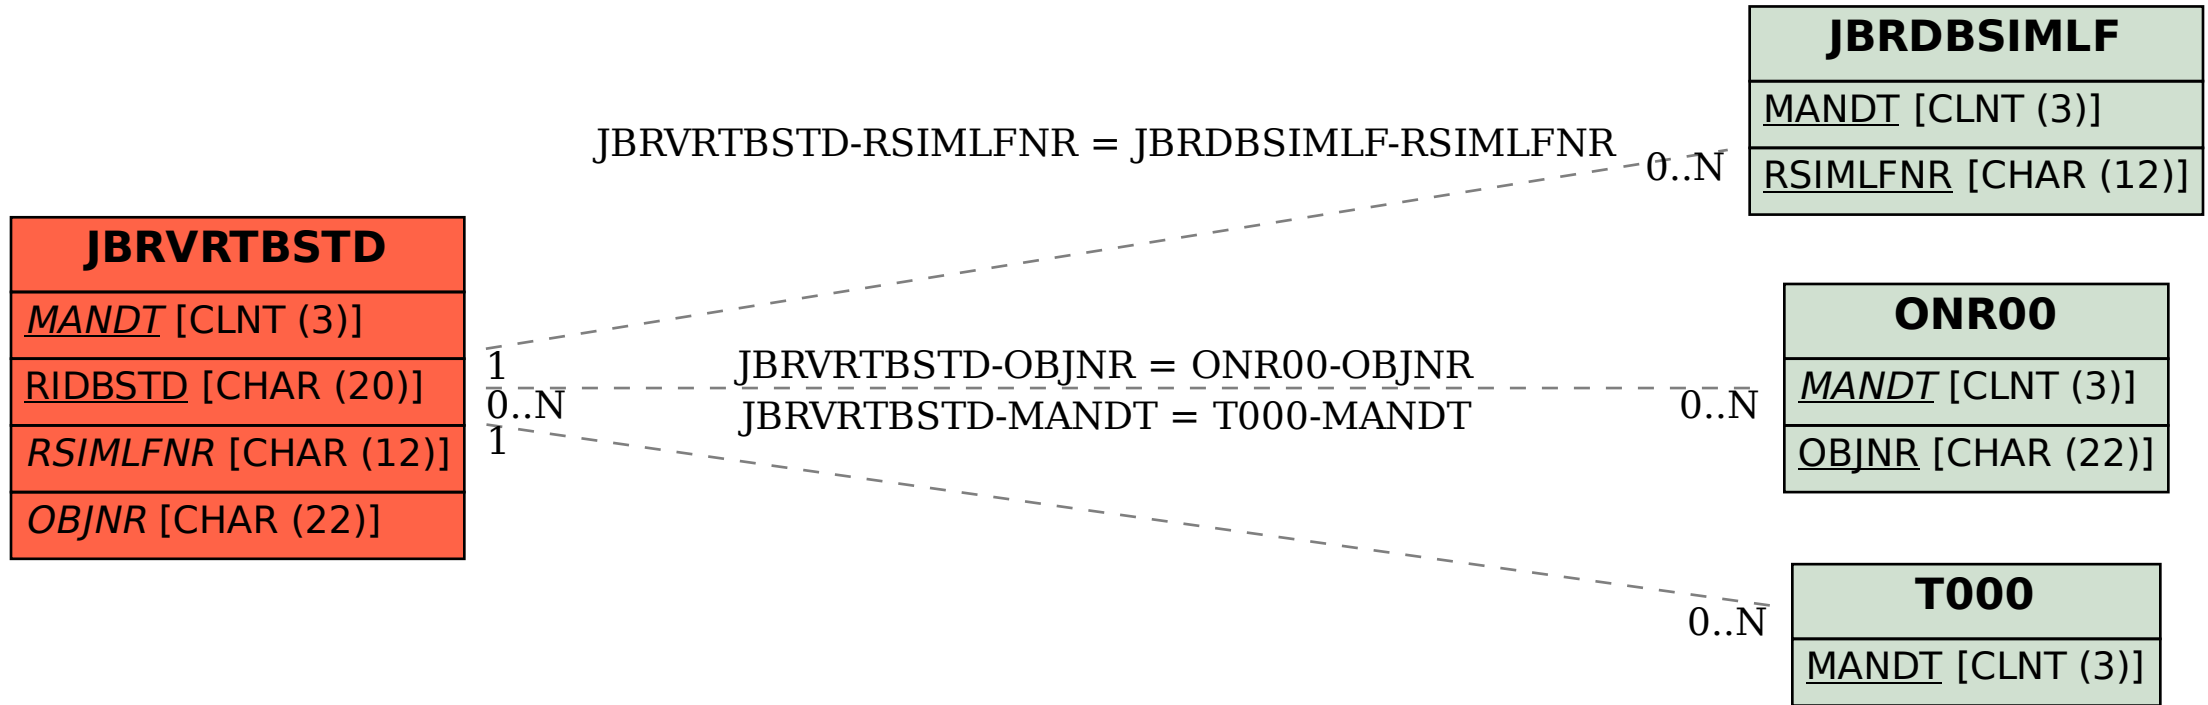 JBRDBSIMLF
MANDT [CLNT (3)]
RSIMLFNR [CHAR (12)]
JBRVRTBSTD-RSIMLFNR = JBRDBSIMLF-RSIMLFNR
0..N
JBRVRTBSTD
MANDT [CLNT (3)]
RIDBSTD [CHAR (20)]
RSIMLFNR [CHAR (12)]
OBJNR [CHAR (22)]
1
0..N
1
JBRVRTBSTD-OBJNR = ONR00-OBJNR
JBRVRTBSTD-MANDT = T000-MANDT
0..N
ONR00
MANDT [CLNT (3)]
OBJNR [CHAR (22)]
0..N
T000
MANDT [CLNT (3)]